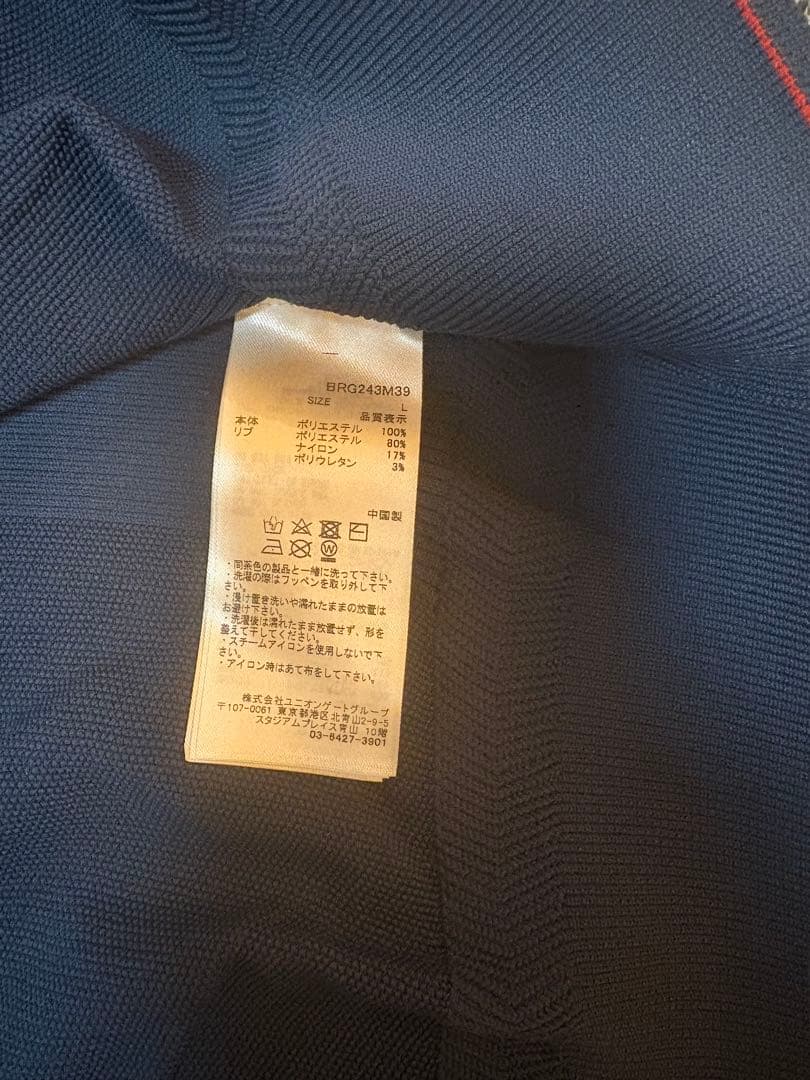 BRG243M39
SIZE L
品質表示
本体 ポリエステル 100%
リブ ポリエステル 80%
ナイロン 17%
ポリウレタン 3%
中国製
W
・同系色の製品と一緒に洗って下さい。
・洗濯の際はワッペンを取り外して下
さい。
・浸け置き洗いや濡れたままの放置は
お避け下さい。
・洗濯後は濡れたまま放置せず、形を
整えて干してください。
・スチームアイロンを使用しないで下
さい。
・アイロン時はあて布をして下さい。
株式会社ユニオンゲートグループ
〒107-0061 東京都港区北青山2-9-5
スタジアムプレイス青山 10階
03-6427-3901